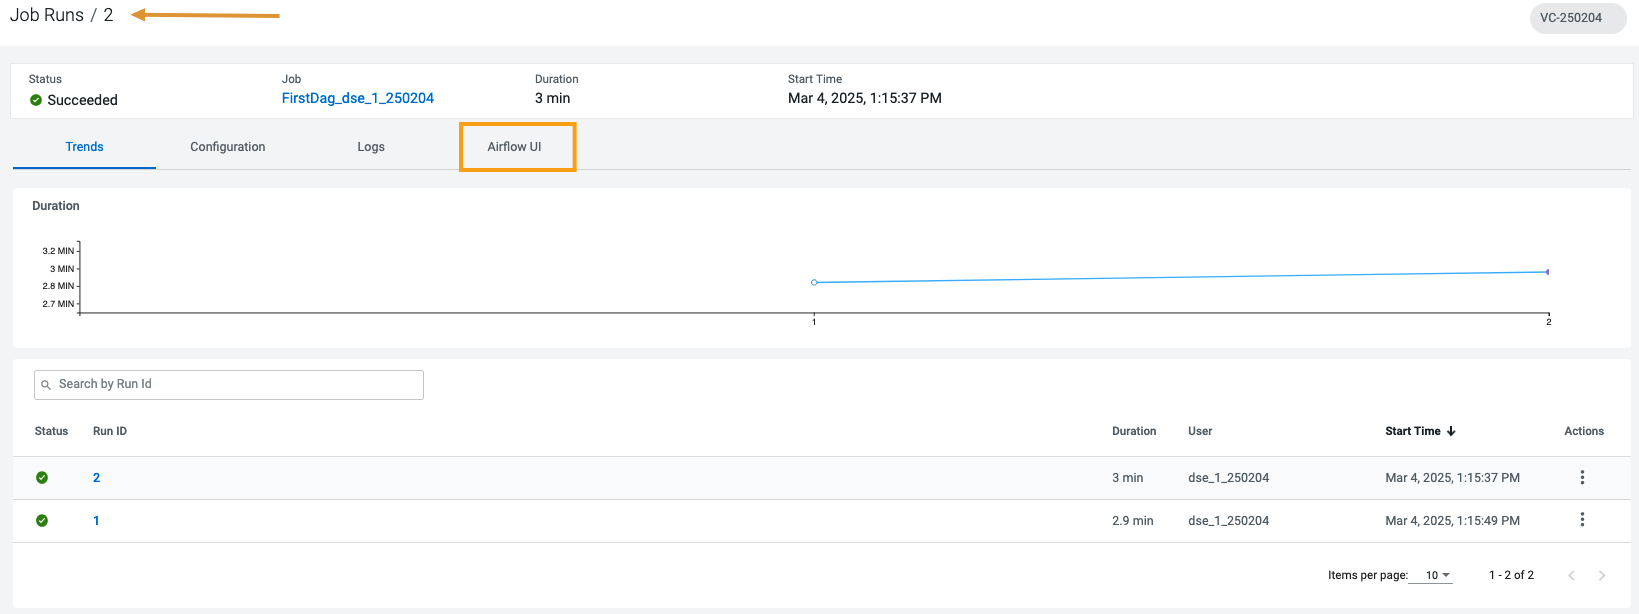 Job Runs / 2
VC-250204
Status Job Duration Start Time
Succeeded FirstDag_dse_1_250204 3 min Mar 4, 2025, 1:15:37 PM
Trends Configuration Logs Airflow UI
Duration
3.2 MIN
3 MIN
2.8 MIN
2.7 MIN
1 2
Search by Run Id
Status Run ID Duration User Start Time Actions
2 3 min dse_1_250204 Mar 4, 2025, 1:15:37 PM
1 2.9 min dse_1_250204 Mar 4, 2025, 1:15:49 PM
Items per page: 10 1 - 2 of 2